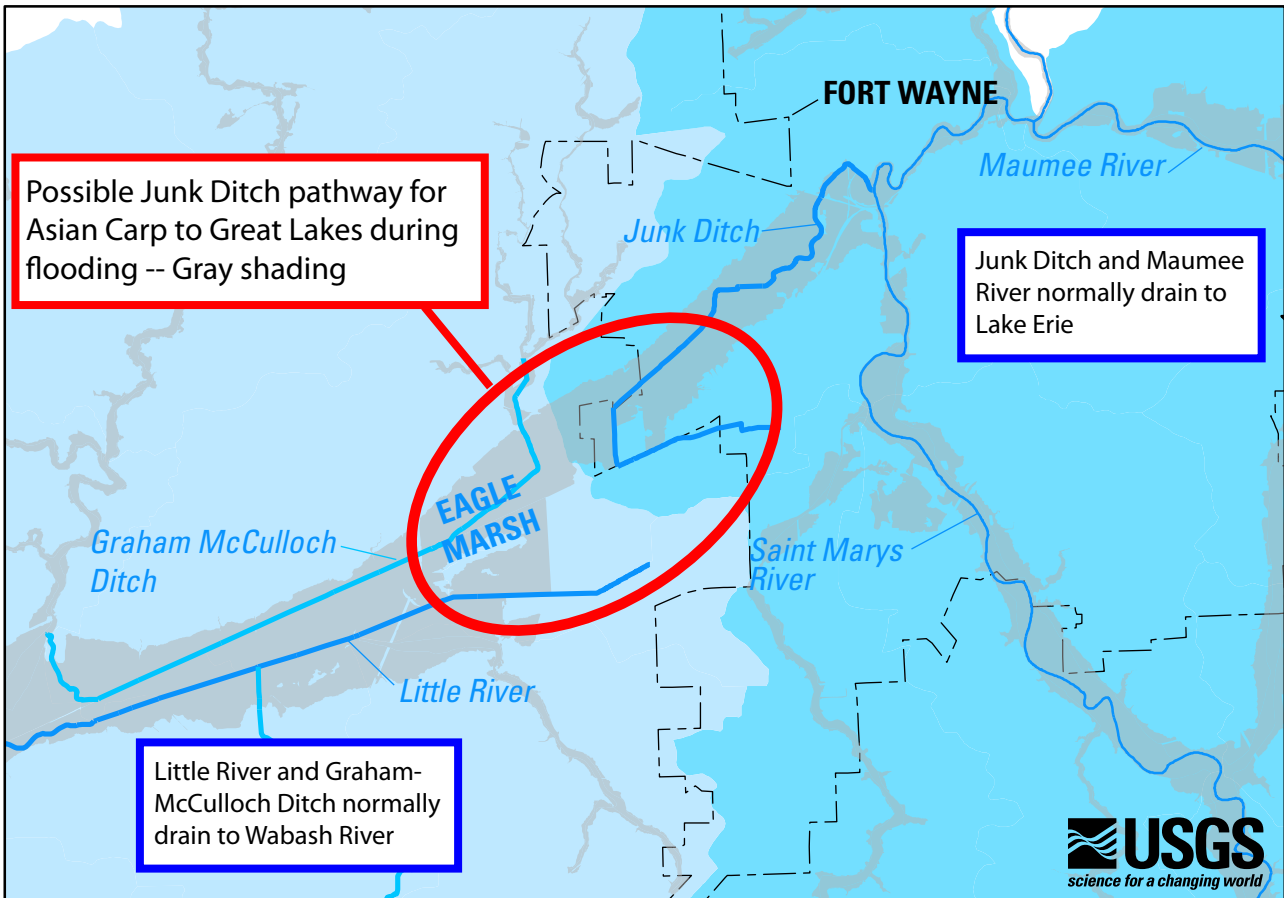 FORT WAYNE
Maumee River
Possible Junk Ditch pathway for
Asian Carp to Great Lakes during
flooding -- Gray shading
Junk Ditch
Junk Ditch and Maumee
River normally drain to
Lake Erie
EAGLE
MARSH
Graham McCulloch
Ditch
Saint Marys
River
Little River
Little River and Graham-
McCulloch Ditch normally
drain to Wabash River
USGS
science for a changing world